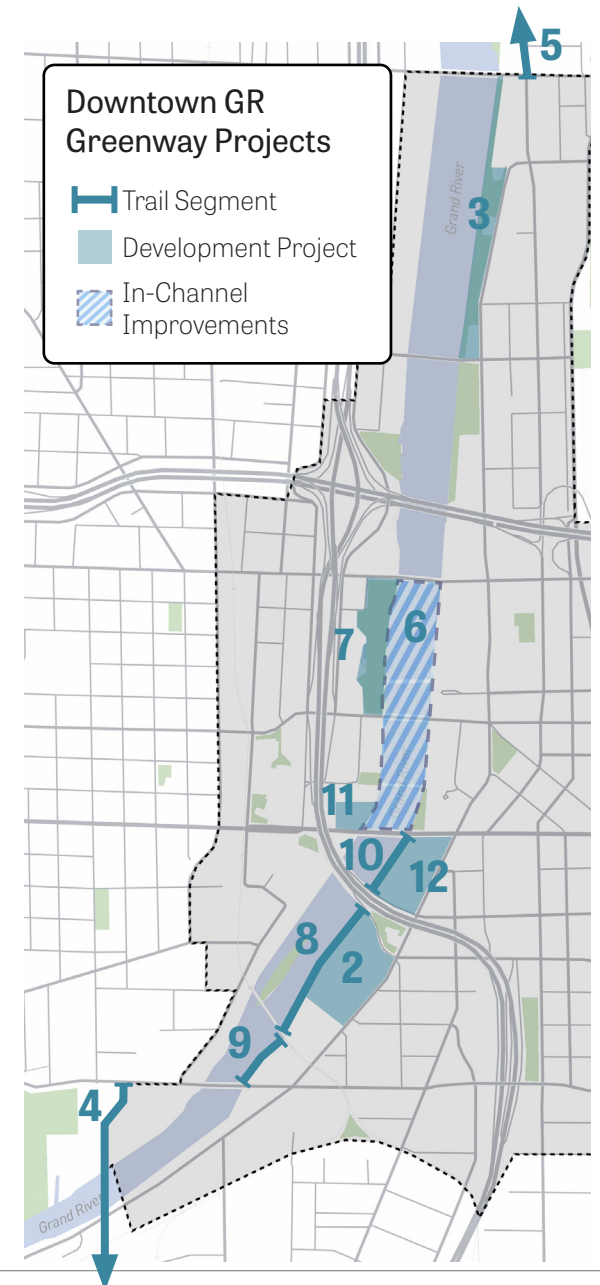 5
Downtown GR
Greenway Projects
Trail Segment
Development Project
In-Channel
Improvements
Grand River
3
6
7
11
10
12
8
2
9
4
Grand River